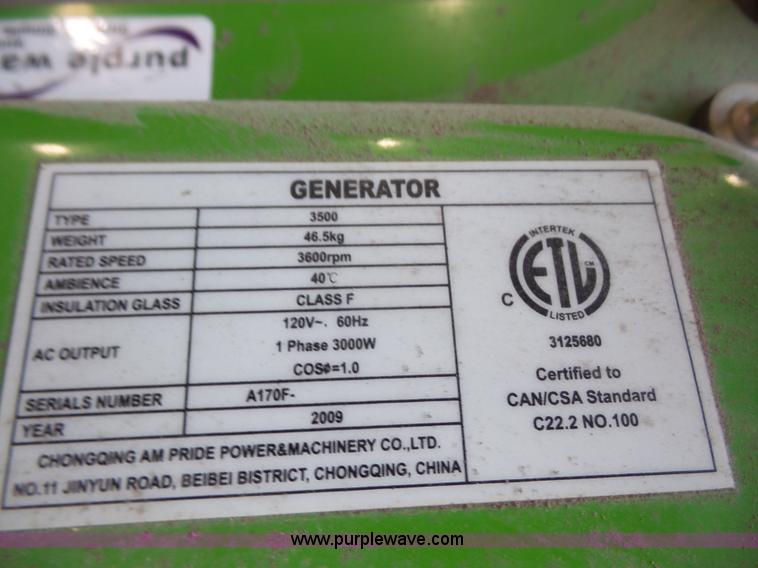 purple wa
GENERATOR
TYPE 3500
WEIGHT 46.5kg
RATED SPEED 3600rpm
AMBIENCE 40℃
INSULATION GLASS CLASS F
AC OUTPUT 120V~. 60Hz
1 Phase 3000W
COSΦ=1.0
SERIALS NUMBER A170F-
YEAR 2009
CHONGQING AM PRIDE POWER&MACHINERY CO.,LTD.
NO.11 JINYUN ROAD, BEIBEI BISTRICT, CHONGQING, CHINA
INTERTEK
C ETL CM
LISTED
3125680
Certified to
CAN/CSA Standard
C22.2 NO.100
www.purplewave.com